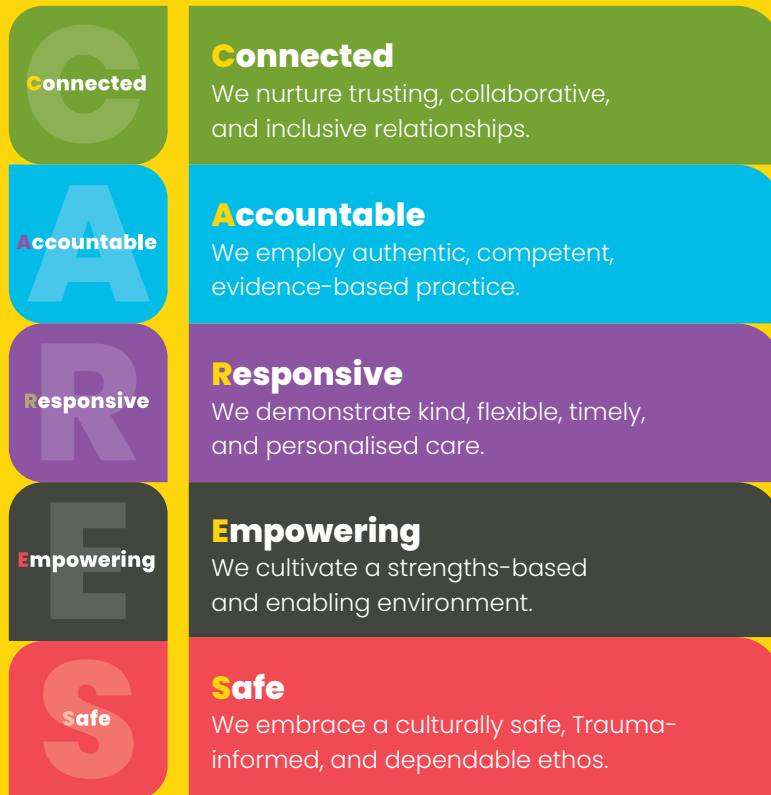 C
Connected
Connected
We nurture trusting, collaborative,
and inclusive relationships.
A
Accountable
Accountable
We employ authentic, competent,
evidence-based practice.
R
Responsive
Responsive
We demonstrate kind, flexible, timely,
and personalised care.
E
Empowering
Empowering
We cultivate a strengths-based
and enabling environment.
S
Safe
Safe
We embrace a culturally safe, Trauma-
informed, and dependable ethos.